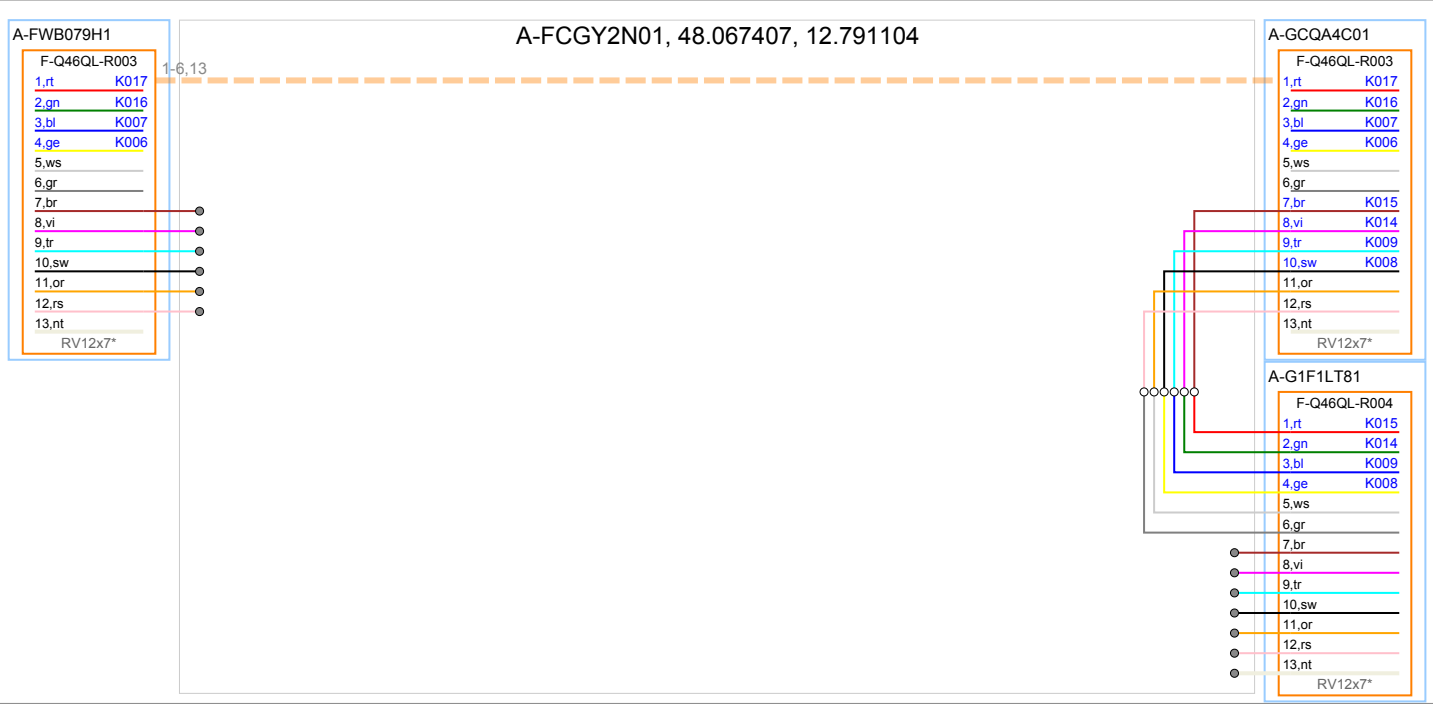 A-FCGY2N01, 48.067407, 12.791104
A-FWB079H1
F-Q46QL-R003
1-6,13
1,rt K017
2,gn K016
3,bl K007
4,ge K006
5,ws
6,gr
7,br
8,vi
9,tr
10,sw
11,or
12,rs
13,nt
RV12x7*
A-GCQA4C01
F-Q46QL-R003
1,rt K017
2,gn K016
3,bl K007
4,ge K006
5,ws
6,gr
7,br K015
8,vi K014
9,tr K009
10,sw K008
11,or
12,rs
13,nt
RV12x7*
A-G1F1LT81
F-Q46QL-R004
1,rt K015
2,gn K014
3,bl K009
4,ge K008
5,ws
6,gr
7,br
8,vi
9,tr
10,sw
11,or
12,rs
13,nt
RV12x7*